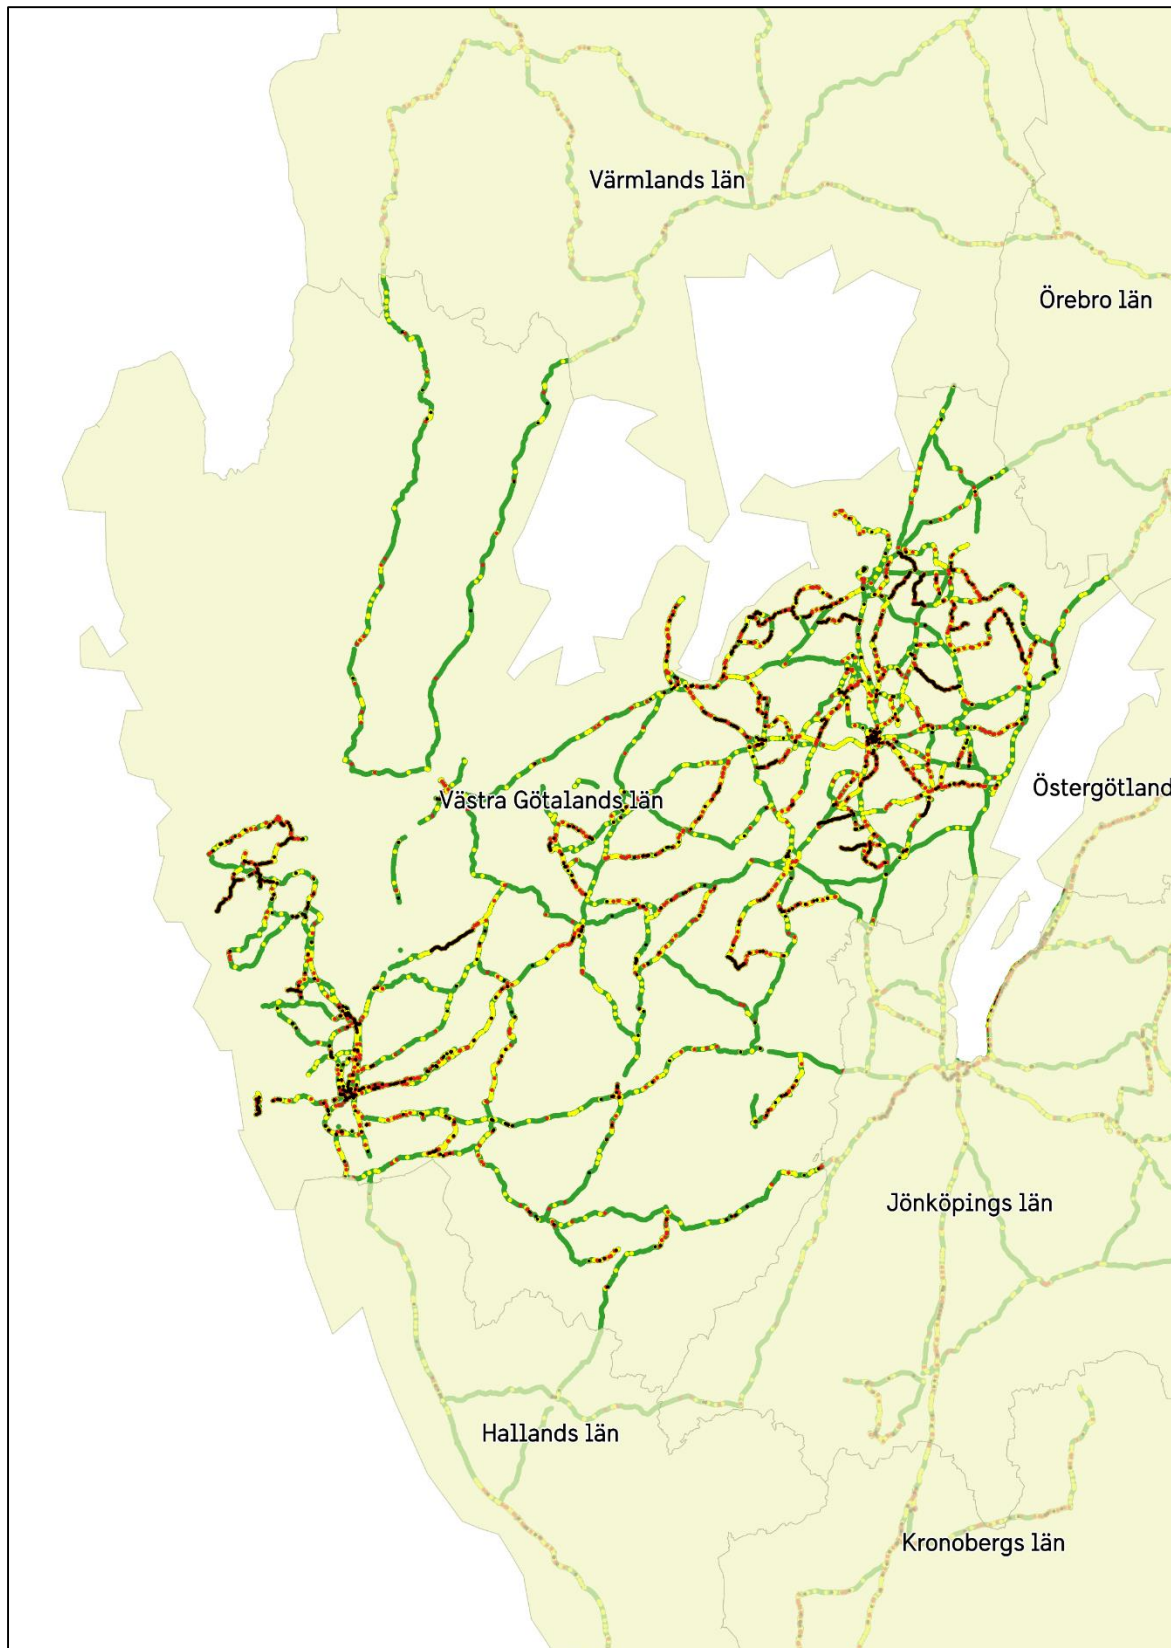 Värmlands län
Örebro län
Västra Götalands län
Östergötland
Jönköpings län
Hallands län
Kronobergs län